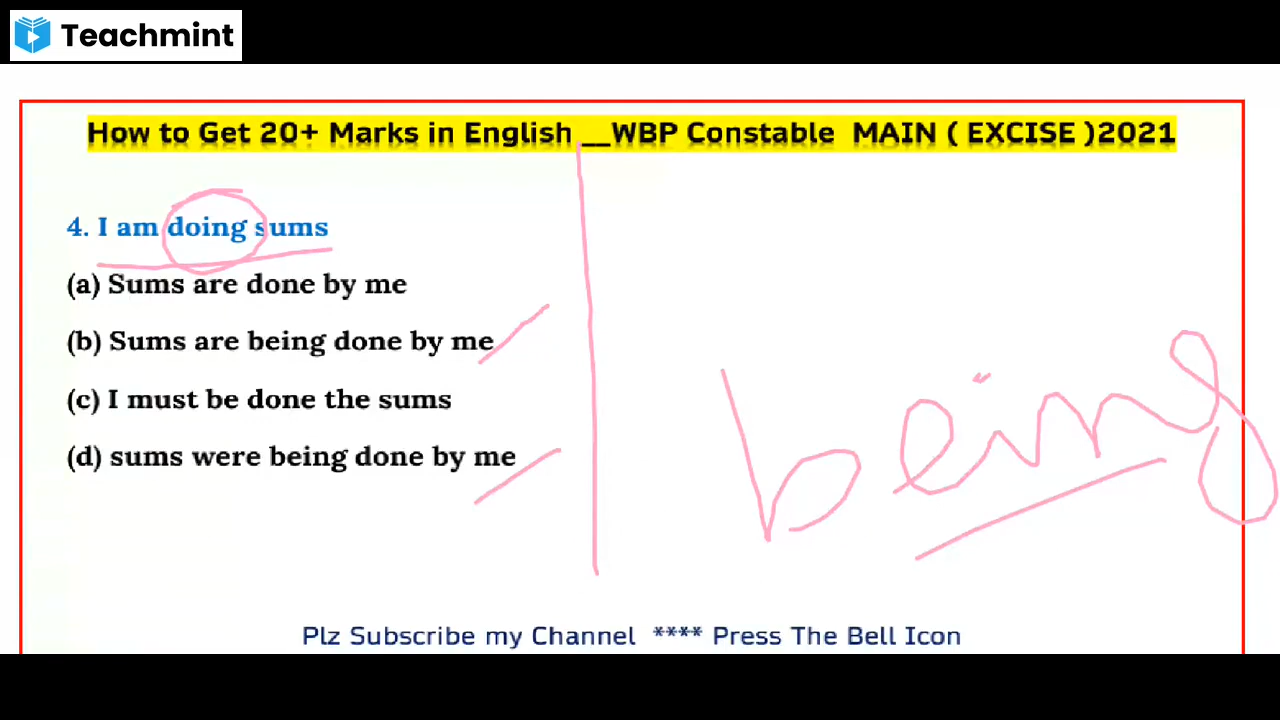 Teachmint
How to Get 20+ Marks in English __WBP Constable MAIN ( EXCISE )2021
4. I am doing sums
(a) Sums are done by me
(b) Sums are being done by me
(c) I must be done the sums
(d) sums were being done by me
being
Plz Subscribe my Channel **** Press The Bell Icon